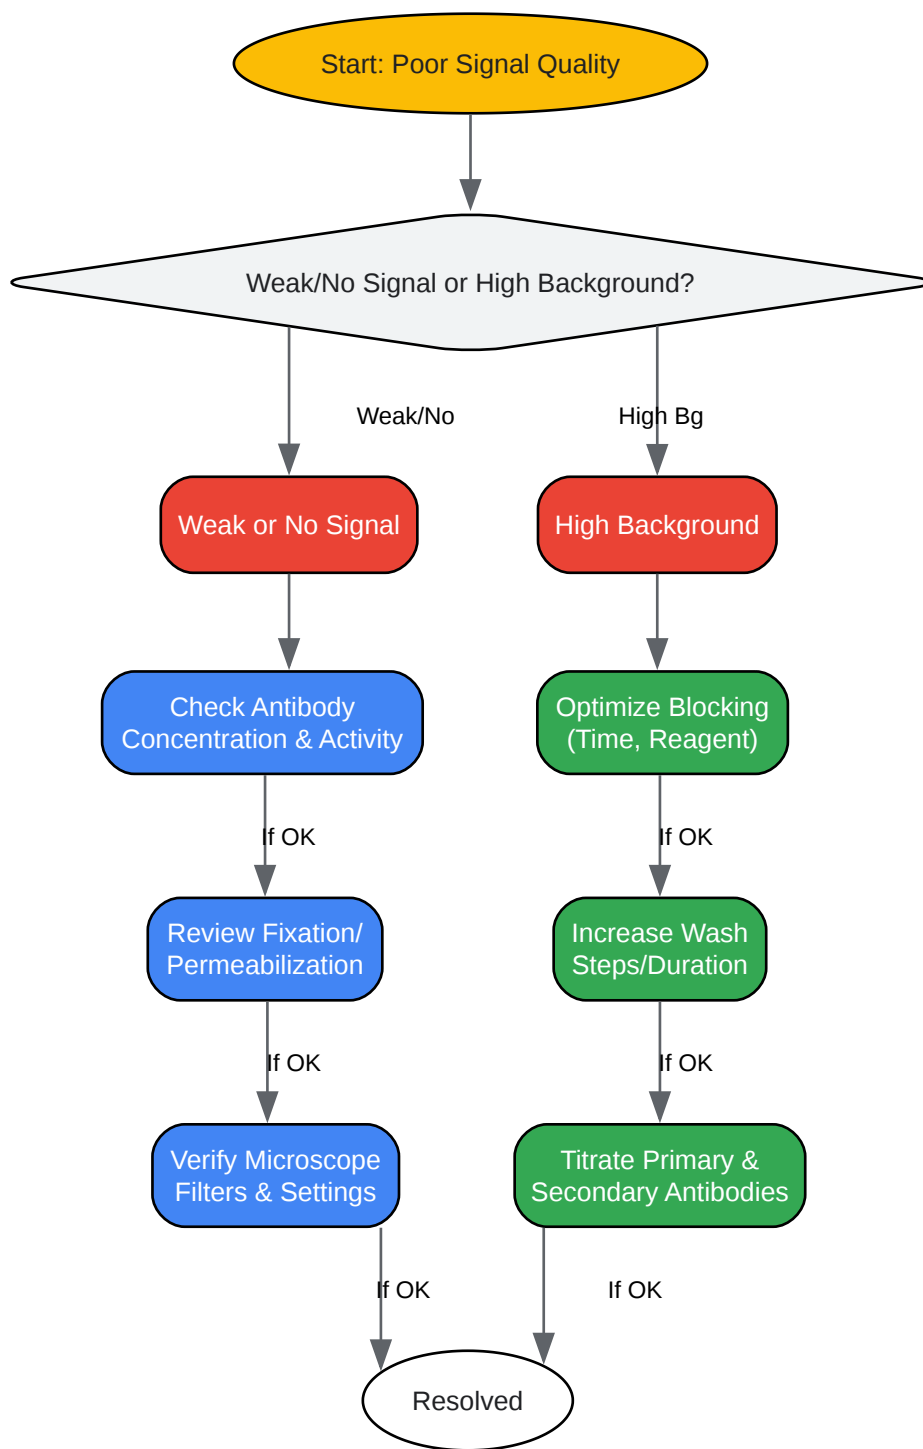 Start: Poor Signal Quality
Weak/No Signal or High Background?
Weak/No
High Bg
Weak or No Signal
High Background
Check Antibody
Concentration & Activity
Optimize Blocking
(Time, Reagent)
If OK
If OK
Review Fixation/
Permeabilization
Increase Wash
Steps/Duration
If OK
If OK
Verify Microscope
Filters & Settings
Titrate Primary &
Secondary Antibodies
If OK
If OK
Resolved